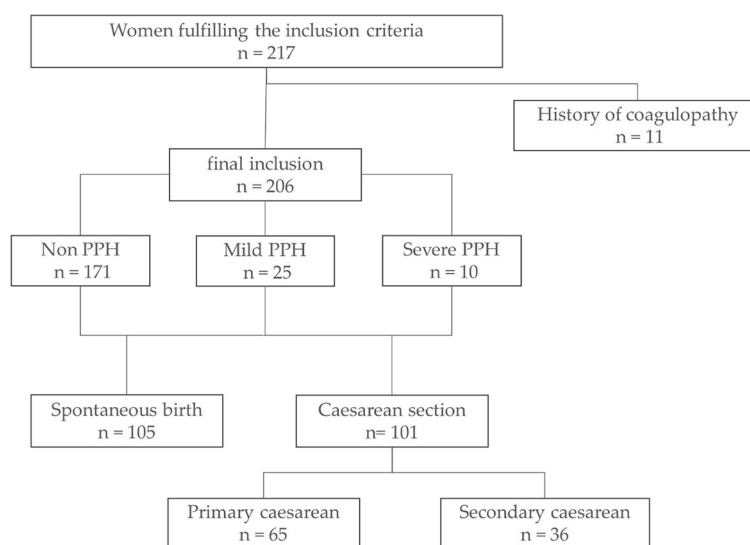 Women fulfilling the inclusion criteria
n = 217
History of coagulopathy
n = 11
final inclusion
n = 206
Non PPH
n = 171
Mild PPH
n = 25
Severe PPH
n = 10
Spontaneous birth
n = 105
Caesarean section
n= 101
Primary caesarean
n = 65
Secondary caesarean
n = 36